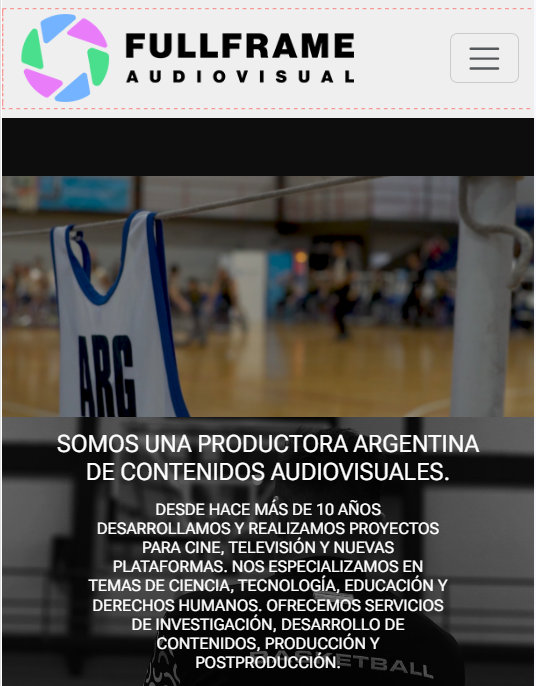 FULLFRAME
AUDIOVISUAL
ARG
SOMOS UNA PRODUCTORA ARGENTINA
DE CONTENIDOS AUDIOVISUALES.
DESDE HACE MÁS DE 10 AÑOS
DESARROLLAMOS Y REALIZAMOS PROYECTOS
PARA CINE, TELEVISIÓN Y NUEVAS
PLATAFORMAS. NOS ESPECIALIZAMOS EN
TEMAS DE CIENCIA, TECNOLOGÍA, EDUCACIÓN Y
DERECHOS HUMANOS. OFRECEMOS SERVICIOS
DE INVESTIGACIÓN, DESARROLLO DE
CONTENIDOS, PRODUCCIÓN Y
POSTPRODUCCIÓN.
BASKETBALL